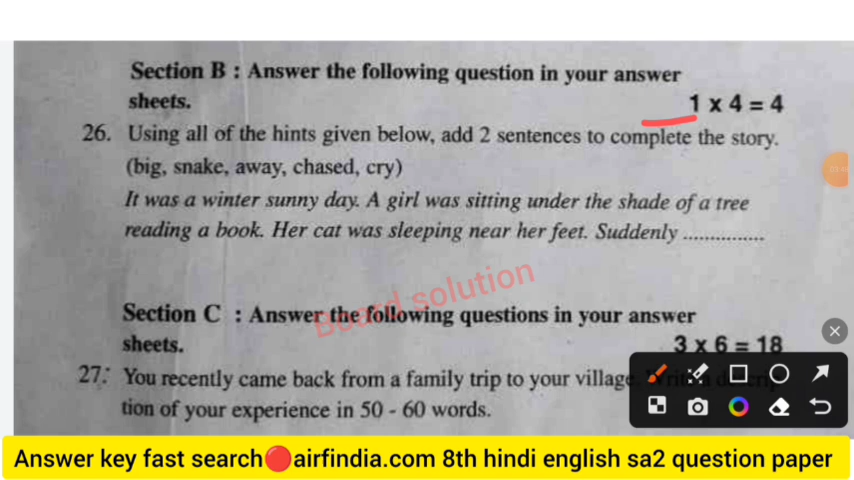 Section B : Answer the following question in your answer
sheets.
1 x 4 = 4
26. Using all of the hints given below, add 2 sentences to complete the story.
(big, snake, away, chased, cry)
It was a winter sunny day. A girl was sitting under the shade of a tree
reading a book. Her cat was sleeping near her feet. Suddenly ...............
Board solution
Section C : Answer the following questions in your answer
sheets.
3 x 6 = 18
27. You recently came back from a family trip to your village.
tion of your experience in 50 - 60 words.
Answer key fast search🔴airfindia.com 8th hindi english sa2 question paper